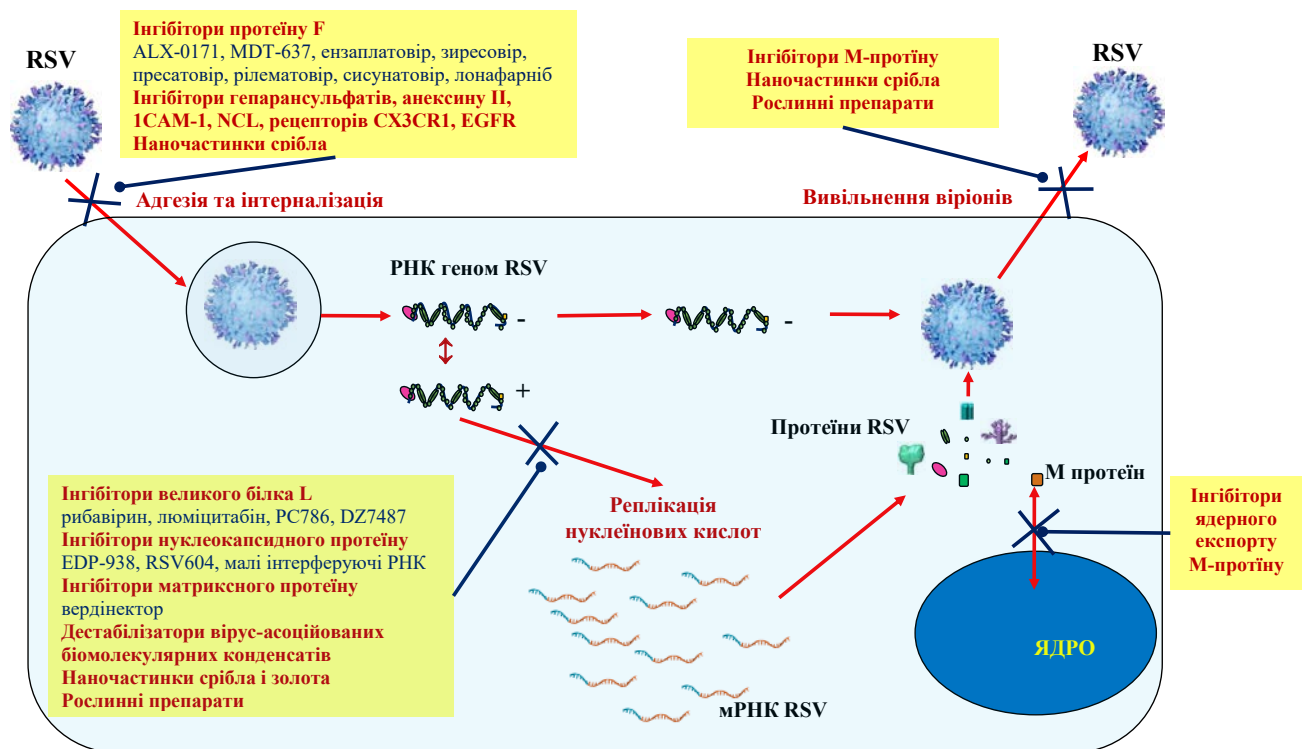 RSV
Інгібітори протеїну F
ALX-0171, MDT-637, ензаплатовір, зиресовір,
пресатовір, рілематовір, сисунатовір, лонафарніб
Інгібітори гепарансульфатів, анексину II,
1CAM-1, NCL, рецепторів CX3CR1, EGFR
Наночастинки срібла
Інгібітори М-протїну
Наночастинки срібла
Рослинні препарати
RSV
Адгезія та інтерналізація
Вивільнення віріонів
РНК геном RSV
-
-
+
Протеїни RSV
М протеїн
Інгібітори великого білка L
рибавірин, люміцитабін, PC786, DZ7487
Інгібітори нуклеокапсидного протеїну
EDP-938, RSV604, малі інтерферуючі РНК
Інгібітори матриксного протеїну
вердінектор
Дестабілізатори вірус-асоційованих
біомолекулярних конденсатів
Наночастинки срібла і золота
Рослинні препарати
Реплікація
нуклеїнових кислот
Інгібітори
ядерного
експорту
М-протїну
ЯДРО
мРНК RSV